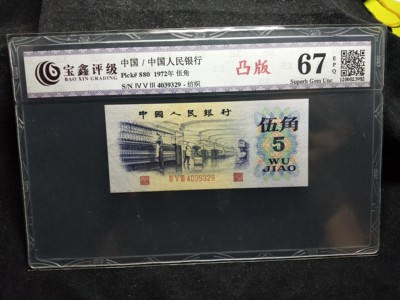 宝鑫评级
BAO XIN GRADING
中国 / 中国人民银行
Pick# 880 1972年 伍角
S/N Ⅳ Ⅴ Ⅲ 4039329 - 纺织
凸版
67
EPQ
Superb Gem Unc
中国人民银行
伍角
5
WU
JIAO
Ⅳ Ⅴ Ⅲ 4039329